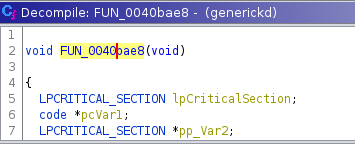 Decompile: FUN_0040bae8 - (generickd)
1
2 void FUN_0040bae8(void)
3
4 {
5 LPCRITICAL_SECTION lpCriticalSection;
6 code *pcVar1;
7 LPCRITICAL_SECTION *pp_Var2;